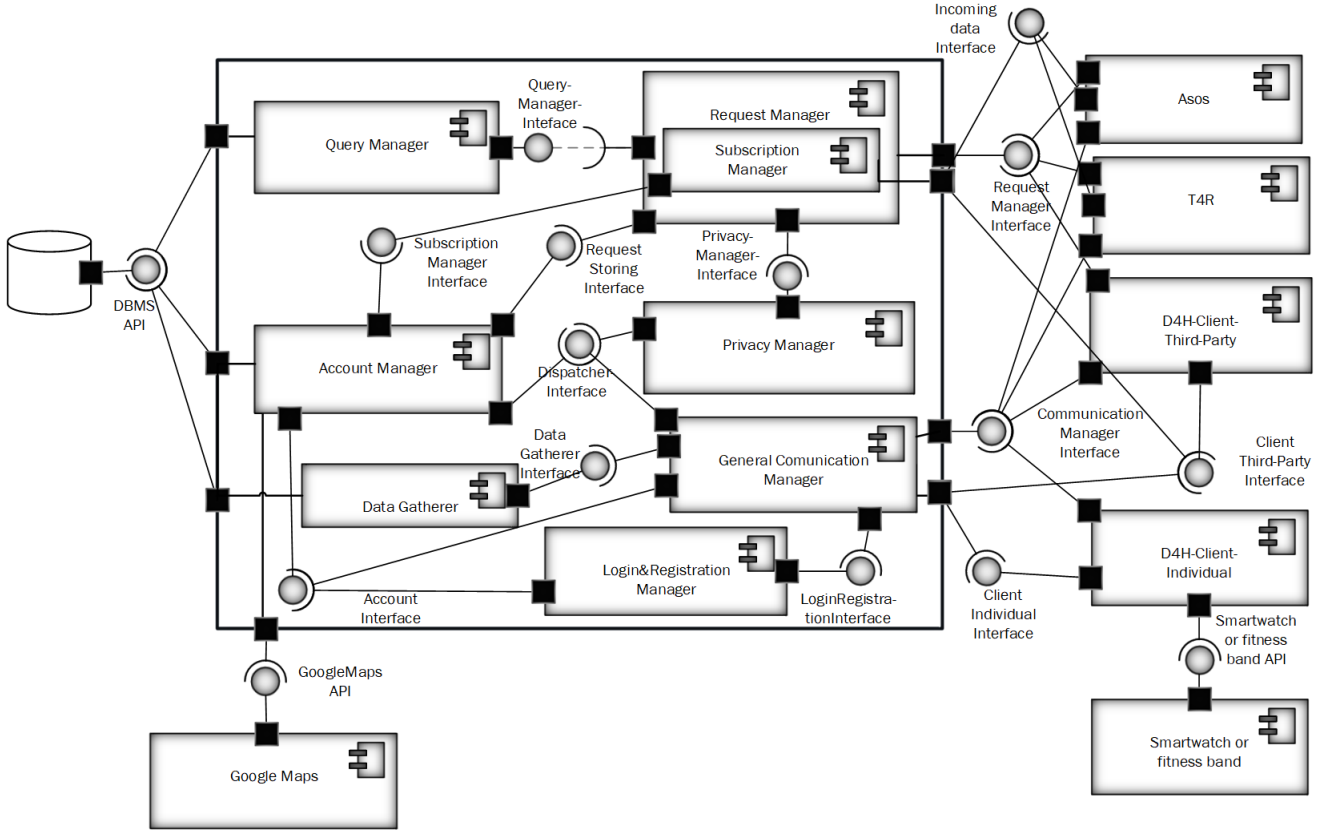 Incoming
data
Interface
Query-
Manager-
Inteface
Query Manager
Request Manager
Subscription
Manager
Asos
T4R
Request
Manager
Interface
DBMS
API
Subscription
Manager
Interface
Request
Storing
Interface
Privacy-
Manager-
Interface
D4H-Client-
Third-Party
Account Manager
Dispatcher
Interface
Privacy Manager
Communication
Manager
Interface
Client
Third-Party
Interface
Data
Gatherer
Interface
General Comunication
Manager
Data Gatherer
D4H-Client-
Individual
Login&Registration
Manager
Account
Interface
LoginRegistra-
tionInterface
Client
Individual
Interface
Smartwatch
or fitness
band API
GoogleMaps
API
Google Maps
Smartwatch or
fitness band